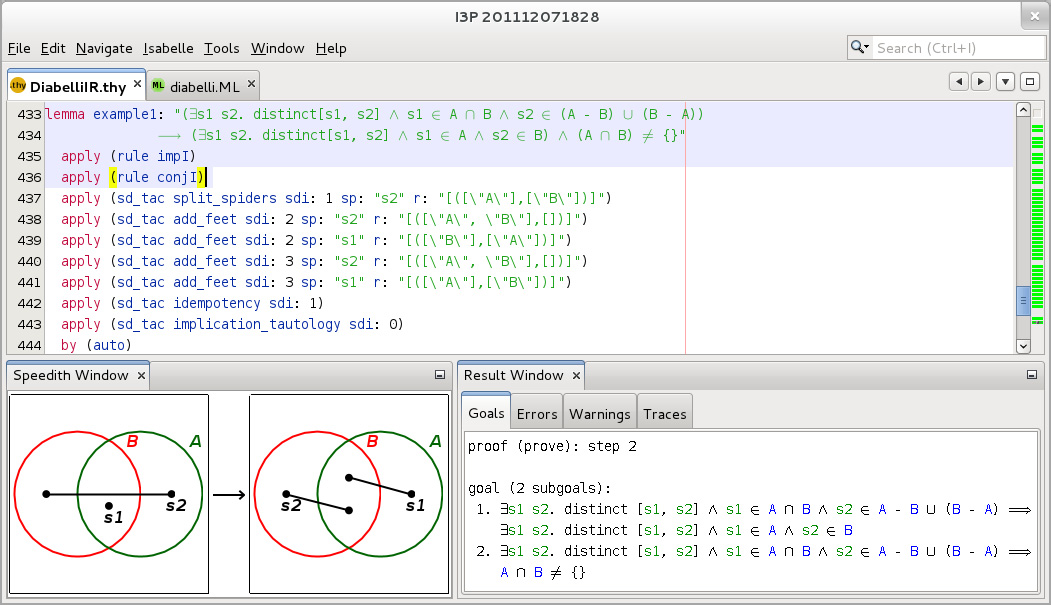 I3P 201112071828
File Edit Navigate Isabelle Tools Window Help
Search (Ctrl+I)
.thy DiabelliIR.thy ML diabelli.ML
433 lemma example1: "(∃s1 s2. distinct[s1, s2] ∧ s1 ∈ A ∩ B ∧ s2 ∈ (A - B) ∪ (B - A))
434 ⟶ (∃s1 s2. distinct[s1, s2] ∧ s1 ∈ A ∧ s2 ∈ B) ∧ (A ∩ B) ≠ {}"
435 apply (rule impI)
436 apply (rule conjI)
437 apply (sd_tac split_spiders sdi: 1 sp: "s2" r: "[([\"A\"],[\"B\"])]")
438 apply (sd_tac add_feet sdi: 2 sp: "s2" r: "[([\"A\", \"B\"],[])]")
439 apply (sd_tac add_feet sdi: 2 sp: "s1" r: "[([\"B\"],[\"A\"])]")
440 apply (sd_tac add_feet sdi: 3 sp: "s2" r: "[([\"A\", \"B\"],[])]")
441 apply (sd_tac add_feet sdi: 3 sp: "s1" r: "[([\"A\"],[\"B\"])]")
442 apply (sd_tac idempotency sdi: 1)
443 apply (sd_tac implication_tautology sdi: 0)
444 by (auto)
Speedith Window
B A
s1 s2
B A
s2 s1
Result Window
Goals Errors Warnings Traces
proof (prove): step 2
goal (2 subgoals):
1. ∃s1 s2. distinct [s1, s2] ∧ s1 ∈ A ∩ B ∧ s2 ∈ A - B ∪ (B - A) ⟹
∃s1 s2. distinct [s1, s2] ∧ s1 ∈ A ∧ s2 ∈ B
2. ∃s1 s2. distinct [s1, s2] ∧ s1 ∈ A ∩ B ∧ s2 ∈ A - B ∪ (B - A) ⟹
A ∩ B ≠ {}